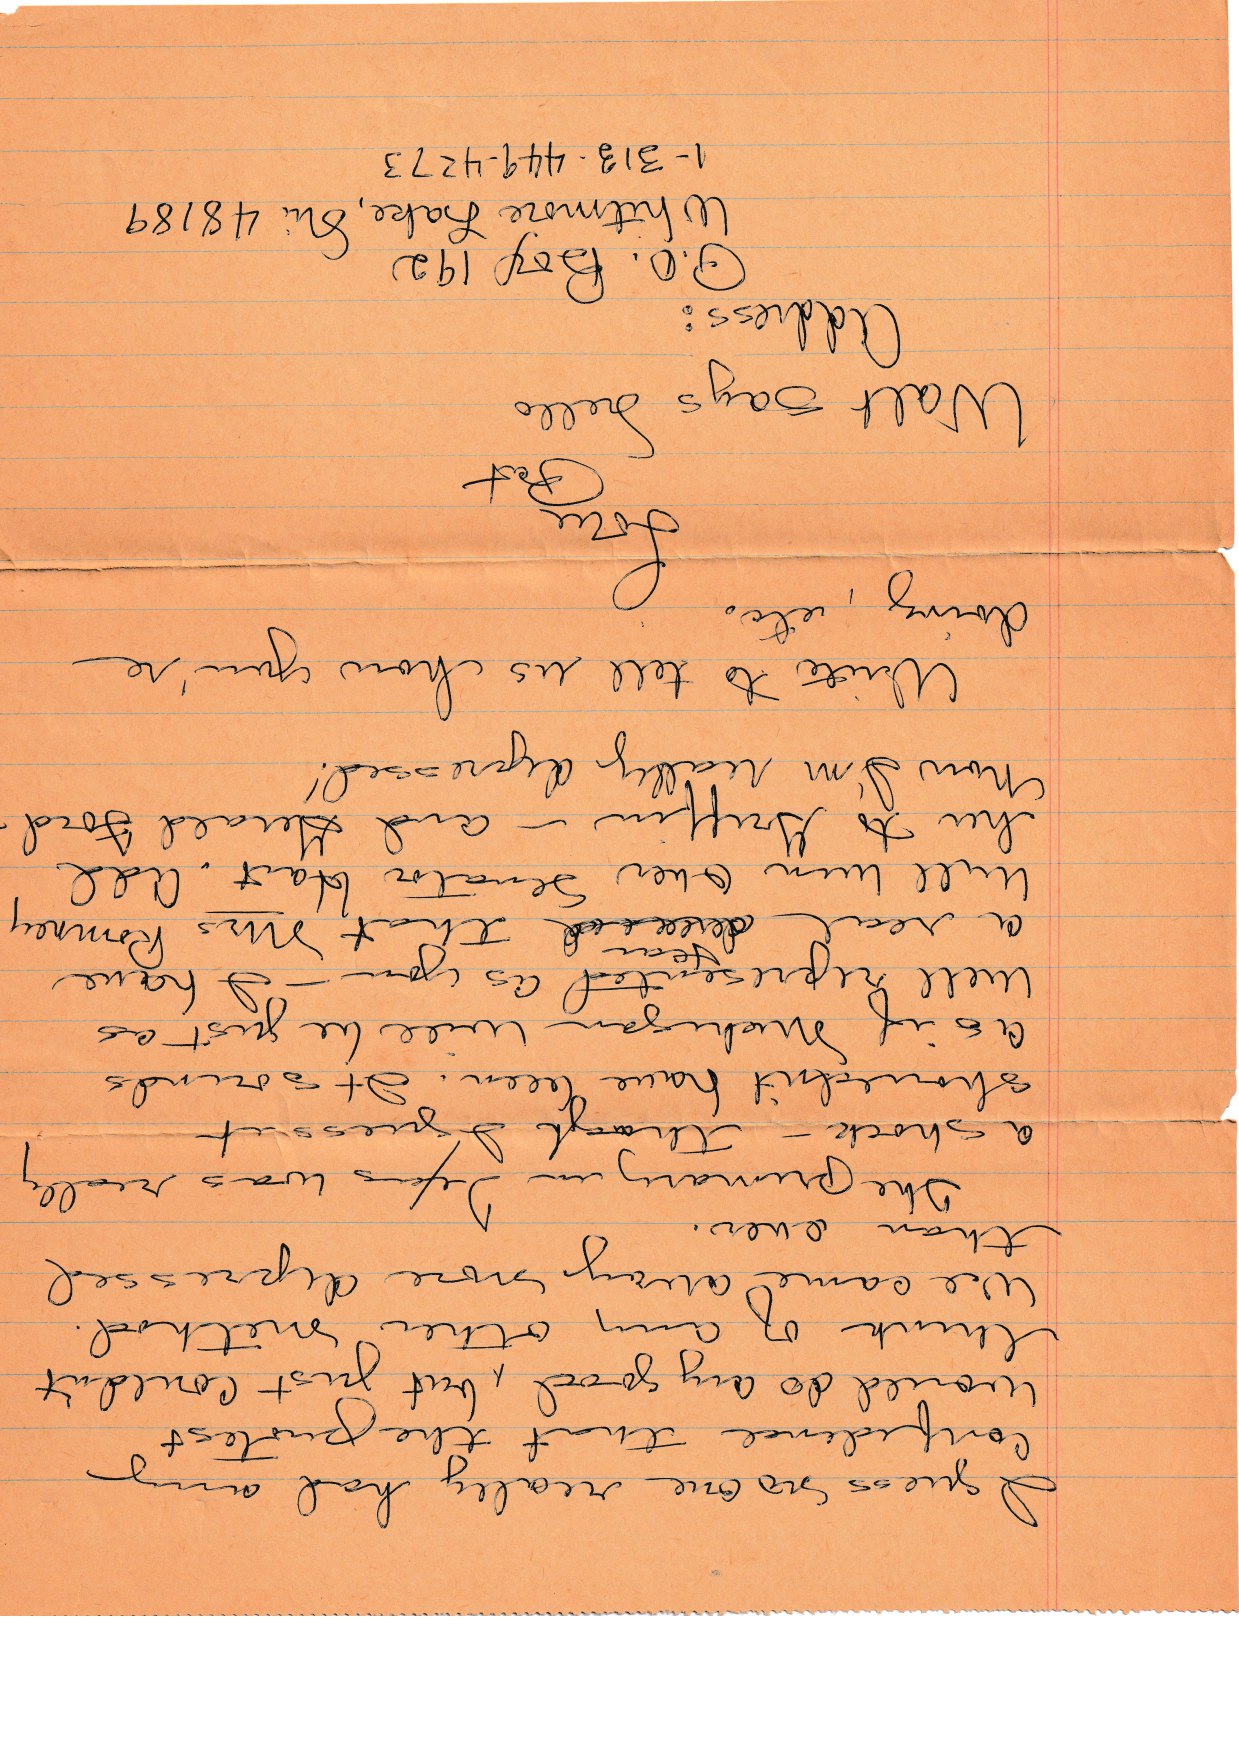 I guess no one really had any
confidence that the protest
would do any good, but just couldn't
think of any other method.
We came away more depressed
than ever.
The primary in Texas was really
a shock - though I guess it
shouldn't have been. It sounds
as if Michigan will be just as
well represented as you - I have
fear
a real that Mrs Romney
will win over Senator Hart. Add
her to Griffin - and Gerald Ford -
now I'm really depressed!
Write to tell us how you're
doing, etc.
Love
Pat
Walt says hello
Address:
P.O. Box 192
Whitmore Lake, Mi 48189
1-313-449-4273